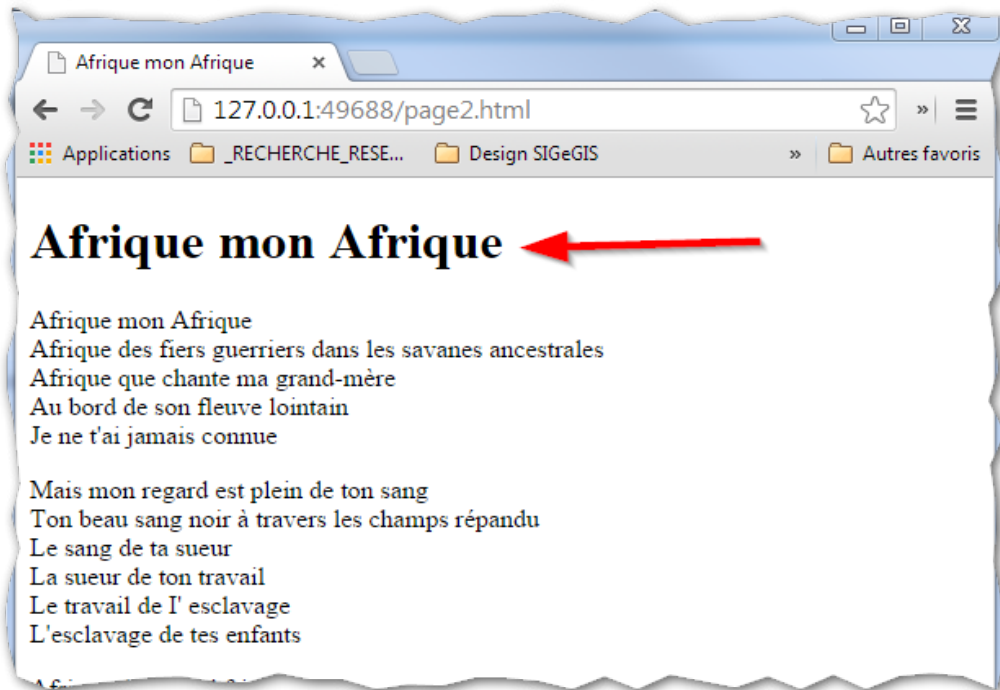 Afrique mon Afrique
127.0.0.1:49688/page2.html
Applications _RECHERCHE_RESE... Design SIGeGIS » Autres favoris
Afrique mon Afrique
Afrique mon Afrique
Afrique des fiers guerriers dans les savanes ancestrales
Afrique que chante ma grand-mère
Au bord de son fleuve lointain
Je ne t'ai jamais connue
Mais mon regard est plein de ton sang
Ton beau sang noir à travers les champs répandu
Le sang de ta sueur
La sueur de ton travail
Le travail de I' esclavage
L'esclavage de tes enfants